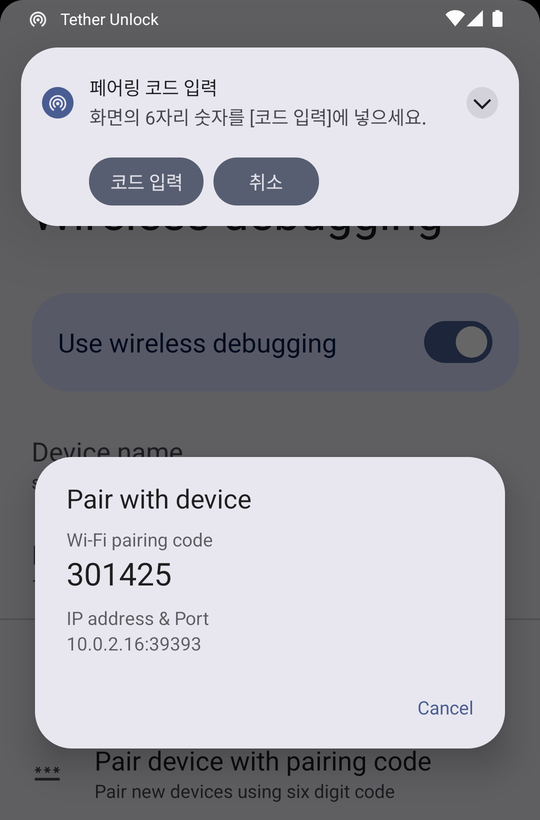 Tether Unlock
페어링 코드 입력
화면의 6자리 숫자를 [코드 입력]에 넣으세요.
코드 입력
취소
Wireless debugging
Use wireless debugging
Device name
Pair with device
Wi-Fi pairing code
301425
IP address & Port
10.0.2.16:39393
Cancel
Pair device with pairing code
Pair new devices using six digit code